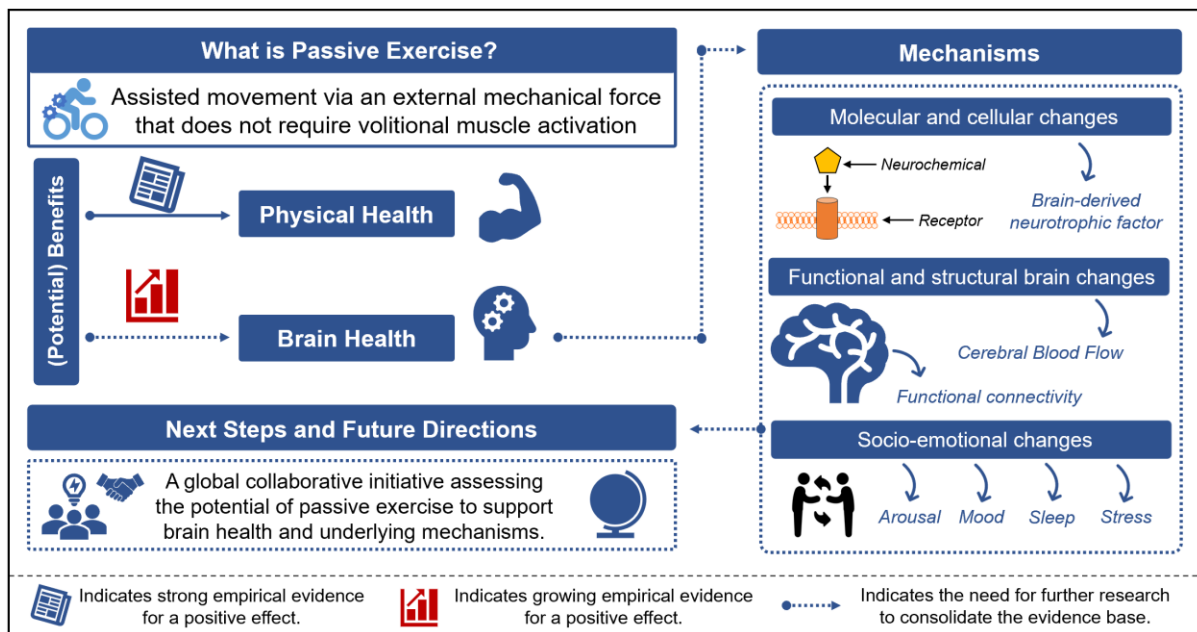 What is Passive Exercise?
Assisted movement via an external mechanical force
that does not require volitional muscle activation
(Potential) Benefits
Physical Health
Brain Health
Mechanisms
Molecular and cellular changes
Neurochemical
Receptor
Brain-derived
neurotrophic factor
Functional and structural brain changes
Cerebral Blood Flow
Functional connectivity
Socio-emotional changes
Arousal Mood Sleep Stress
Next Steps and Future Directions
A global collaborative initiative assessing
the potential of passive exercise to support
brain health and underlying mechanisms.
Indicates strong empirical evidence
for a positive effect.
Indicates growing empirical evidence
for a positive effect.
Indicates the need for further research
to consolidate the evidence base.